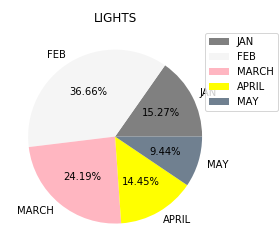 LIGHTS
FEB
36.66%
15.27%
JAN
FEB
MARCH
APRIL
MAY
24.19%
14.45%
9.44%
MAY
MARCH
APRIL